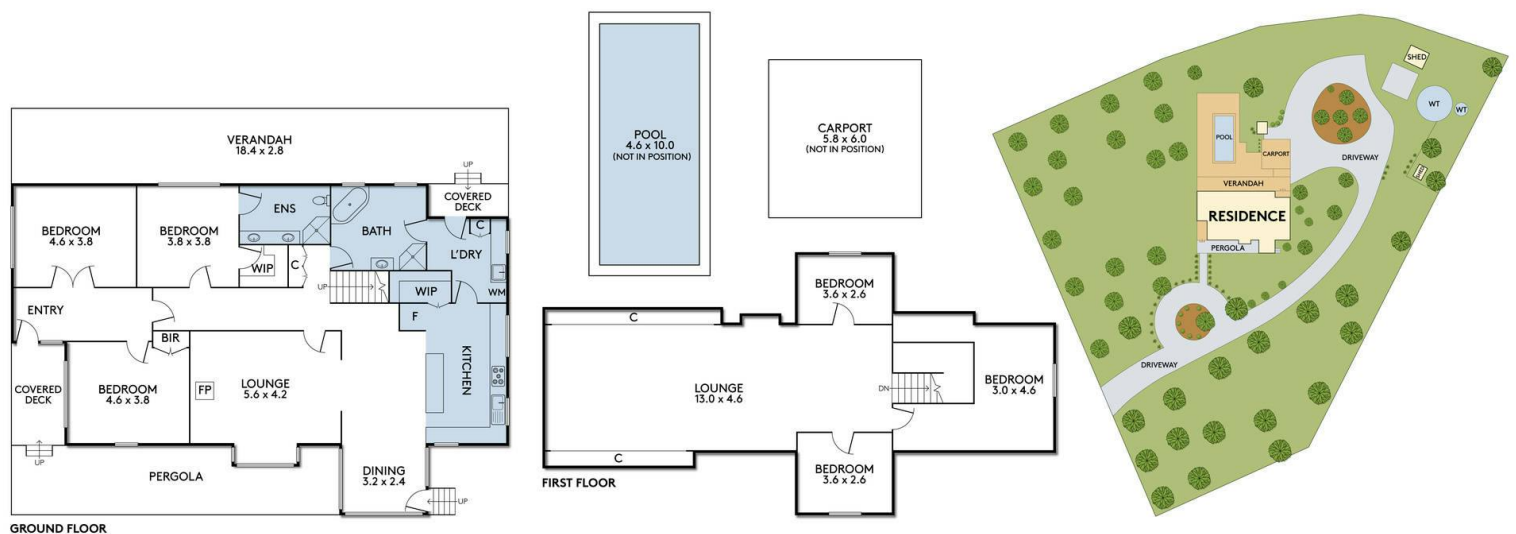 VERANDAH
18.4 x 2.8
UP
COVERED
DECK
BEDROOM
4.6 x 3.8
BEDROOM
3.8 x 3.8
ENS
BATH
C
L'DRY
WIP
C
UP
WIP
WM
ENTRY
F
BIR
KITCHEN
COVERED
DECK
BEDROOM
4.6 x 3.8
FP
LOUNGE
5.6 x 4.2
UP
PERGOLA
DINING
3.2 x 2.4
UP
GROUND FLOOR
POOL
4.6 x 10.0
(NOT IN POSITION)
CARPORT
5.8 x 6.0
(NOT IN POSITION)
BEDROOM
3.6 x 2.6
C
LOUNGE
13.0 x 4.6
DN
BEDROOM
3.0 x 4.6
C
BEDROOM
3.6 x 2.6
FIRST FLOOR
SHED
WT
WT
POOL
CARPORT
DRIVEWAY
SHED
VERANDAH
RESIDENCE
PERGOLA
DRIVEWAY